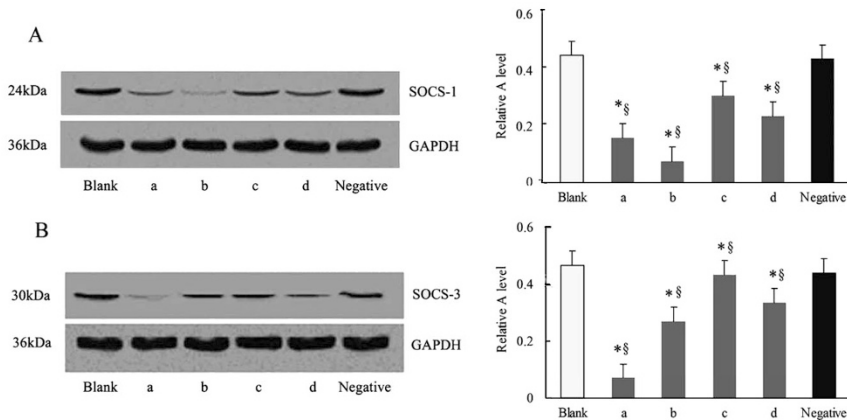 A
24kDa
SOCS-1
36kDa
GAPDH
Blank a b c d Negative
0.6
0.4
0.2
0
Relative A level
*§
*§
*§
*§
Blank a b c d Negative
B
30kDa
SOCS-3
36kDa
GAPDH
Blank a b c d Negative
0.6
0.4
0.2
0
Relative A level
*§
*§
*§
*§
Blank a b c d Negative